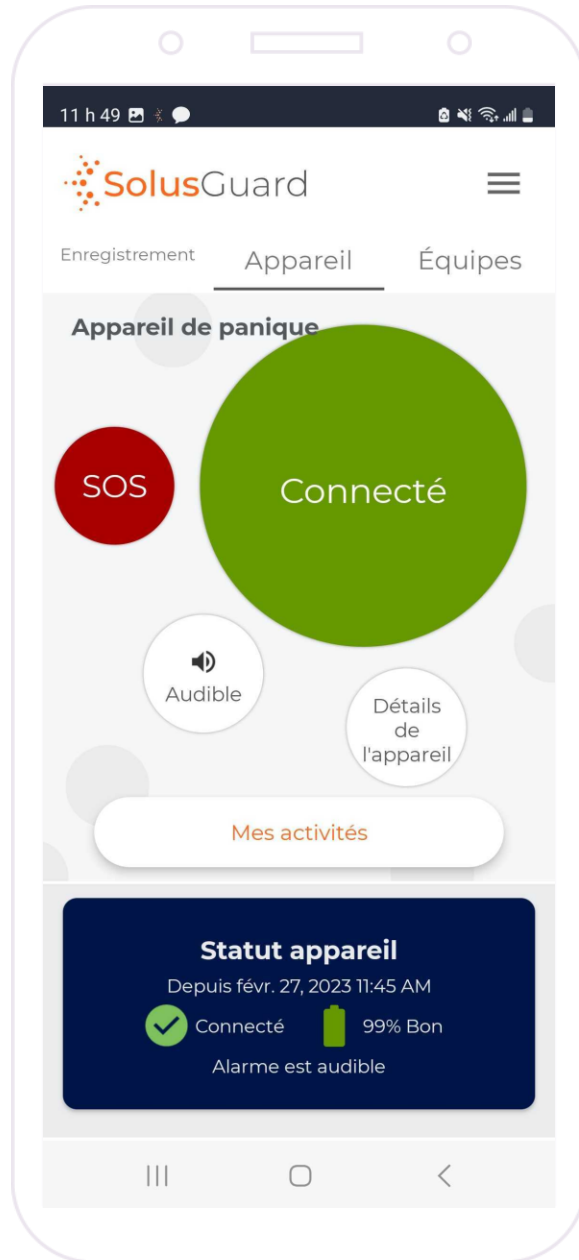 11 h 49
SolusGuard
Enregistrement
Appareil
Équipes
Appareil de panique
SOS
Connecté
Audible
Détails
de
l'appareil
Mes activités
Statut appareil
Depuis févr. 27, 2023 11:45 AM
Connecté 99% Bon
Alarme est audible